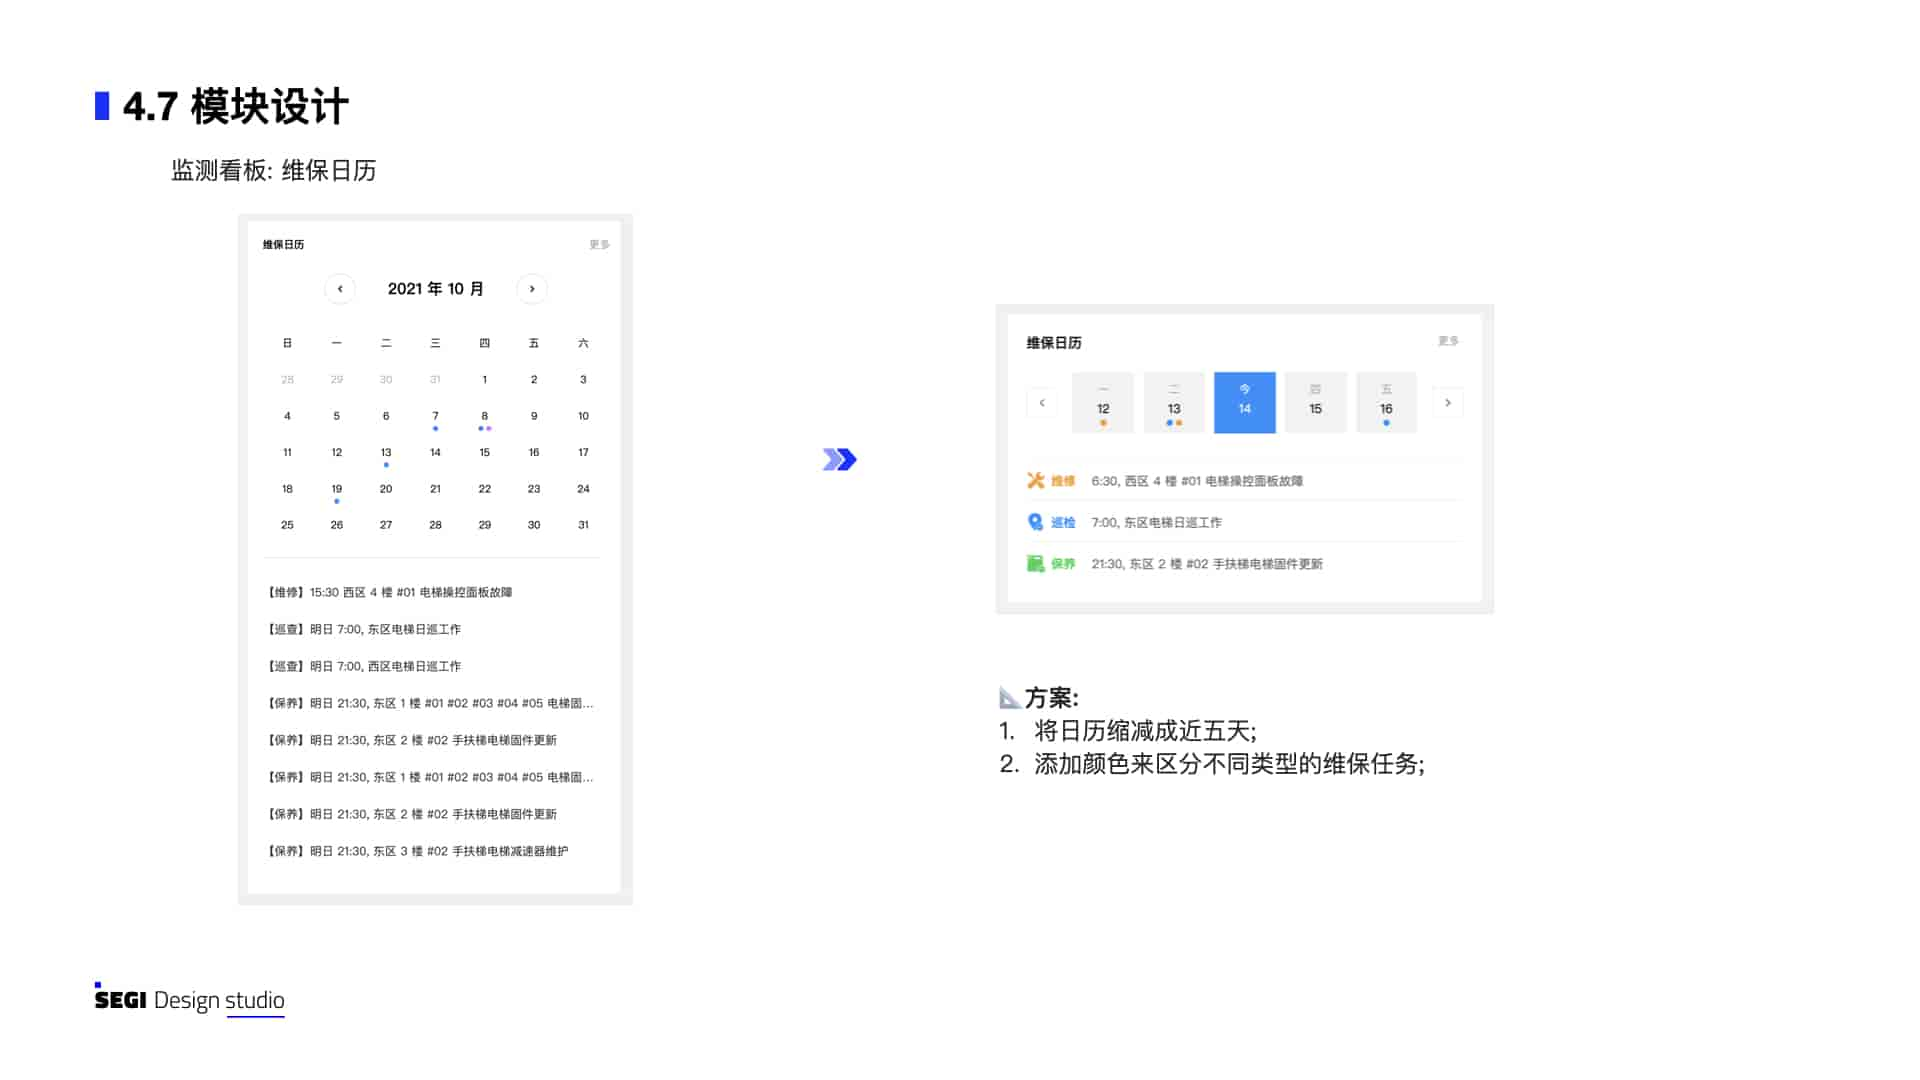 4.7 模块设计
监测看板: 维保日历
维保日历 更多
2021 年 10 月
日 一 二 三 四 五 六
28 29 30 31 1 2 3
4 5 6 7 8 9 10
11 12 13 14 15 16 17
18 19 20 21 22 23 24
25 26 27 28 29 30 31
【维修】15:30 西区 4 楼 #01 电梯操控面板故障
【巡查】明日 7:00, 东区电梯日巡工作
【巡查】明日 7:00, 西区电梯日巡工作
【保养】明日 21:30, 东区 1 楼 #01 #02 #03 #04 #05 电梯固...
【保养】明日 21:30, 东区 2 楼 #02 手扶梯电梯固件更新
【保养】明日 21:30, 东区 1 楼 #01 #02 #03 #04 #05 电梯固...
【保养】明日 21:30, 东区 2 楼 #02 手扶梯电梯固件更新
【保养】明日 21:30, 东区 3 楼 #02 手扶梯电梯减速器维护
维保日历 更多
一 二 今 四 五
12 13 14 15 16
维修 6:30, 西区 4 楼 #01 电梯操控面板故障
巡检 7:00, 东区电梯日巡工作
保养 21:30, 东区 2 楼 #02 手扶梯电梯固件更新
方案:
1. 将日历缩减成近五天;
2. 添加颜色来区分不同类型的维保任务;
SEGI Design studio